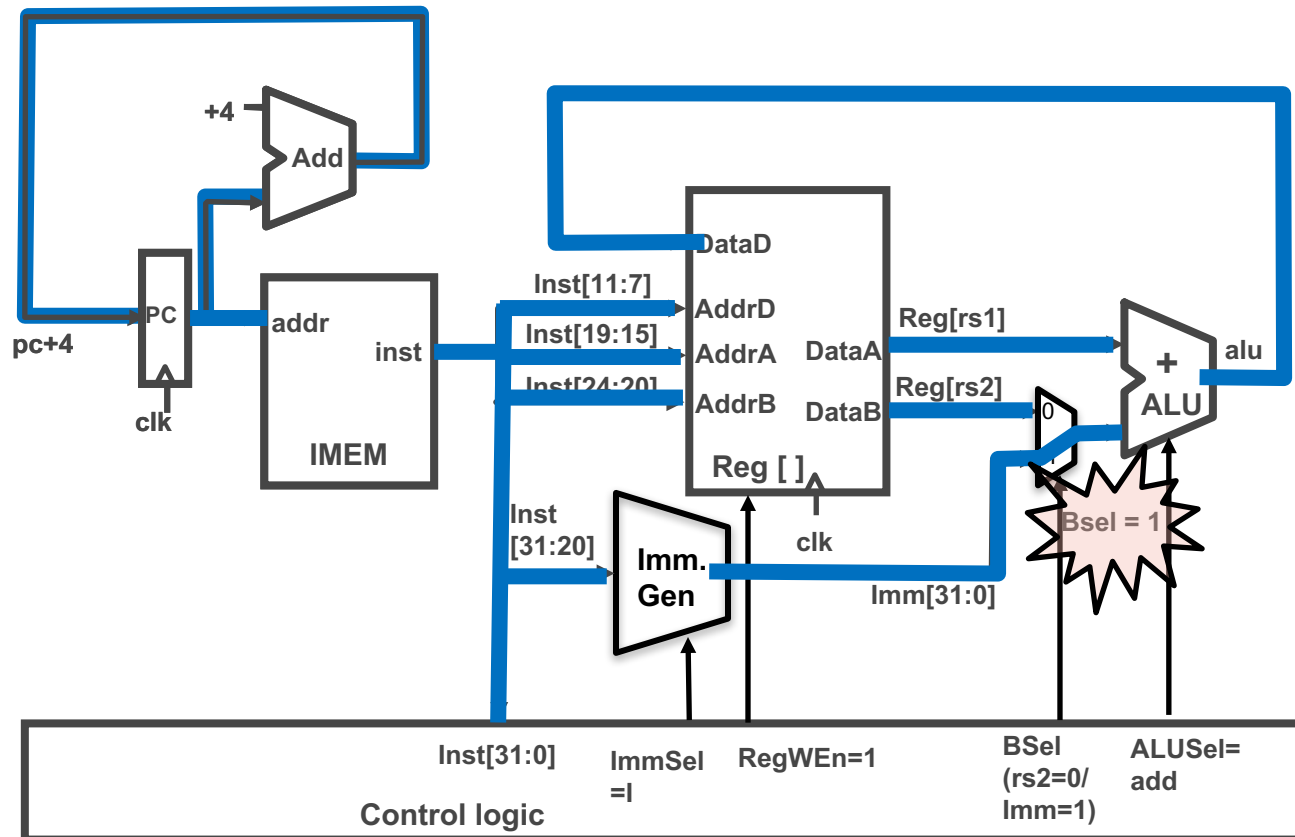 +4
Add
PC
pc+4
clk
addr
inst
IMEM
Inst[11:7]
Inst[19:15]
Inst[24:20]
DataD
AddrD
AddrA
AddrB
DataA
DataB
Reg [ ]
clk
Reg[rs1]
Reg[rs2]
0
+
ALU
alu
Bsel = 1
Inst
[31:20]
Imm.
Gen
Imm[31:0]
Inst[31:0]
ImmSel
=I
RegWEn=1
BSel
(rs2=0/
Imm=1)
ALUSel=
add
Control logic